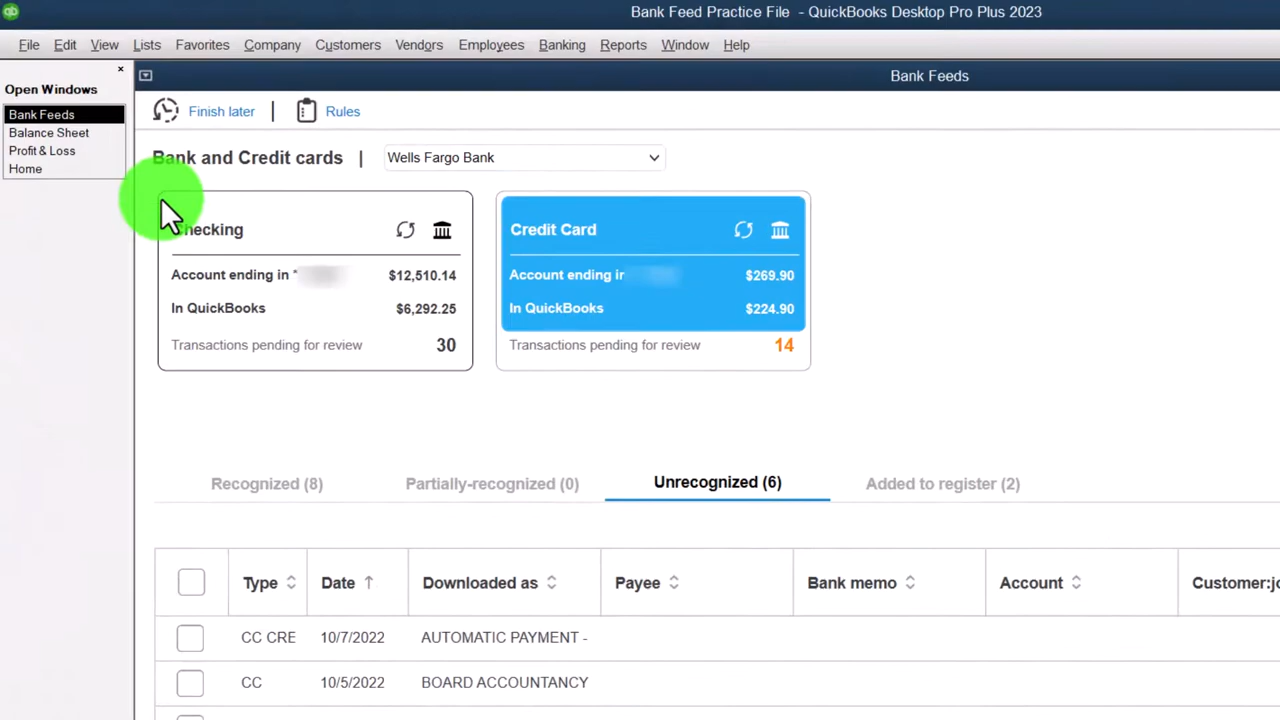 Bank Feed Practice File - QuickBooks Desktop Pro Plus 2023
File Edit View Lists Favorites Company Customers Vendors Employees Banking Reports Window Help
Open Windows
Bank Feeds
Balance Sheet
Profit & Loss
Home
Bank Feeds
Finish later | Rules
Bank and Credit cards | Wells Fargo Bank
Checking
Account ending in * $12,510.14
In QuickBooks $6,292.25
Transactions pending for review 30
Credit Card
Account ending in $269.90
In QuickBooks $224.90
Transactions pending for review 14
Recognized (8) Partially-recognized (0) Unrecognized (6) Added to register (2)
Type Date Downloaded as Payee Bank memo Account
CC CRE 10/7/2022 AUTOMATIC PAYMENT -
CC 10/5/2022 BOARD ACCOUNTANCY